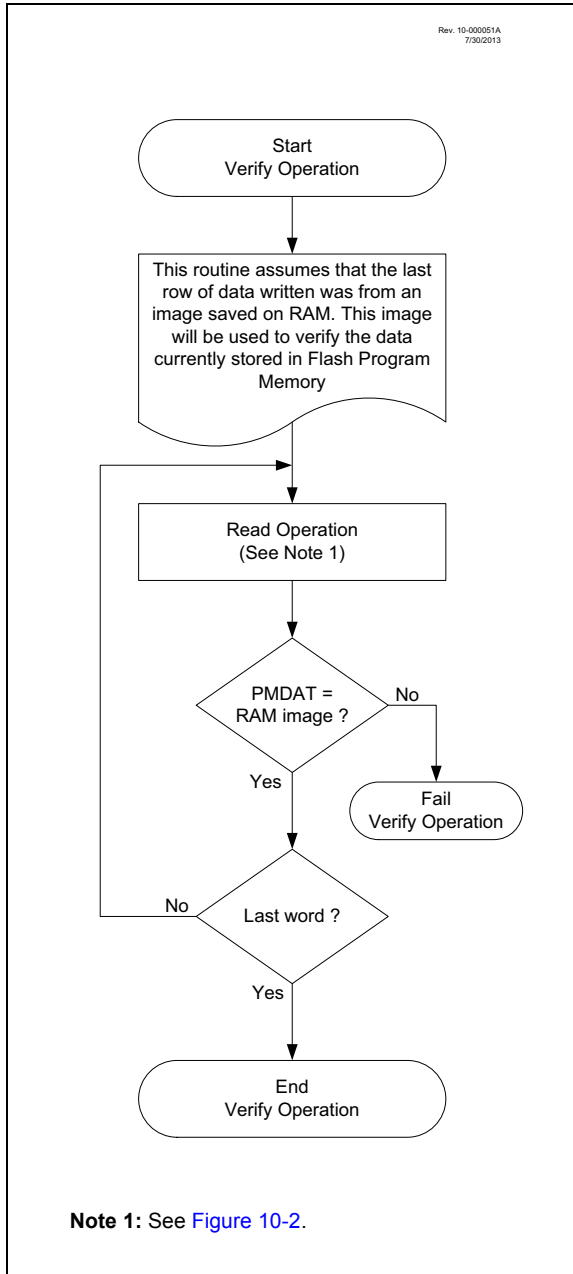 Rev. 10-000051A
7/30/2013
Start
Verify Operation
This routine assumes that the last
row of data written was from an
image saved on RAM. This image
will be used to verify the data
currently stored in Flash Program
Memory
Read Operation
(See Note 1)
PMDAT =
RAM image ?
No
Yes
Fail
Verify Operation
No
Last word ?
Yes
End
Verify Operation
Note 1: See Figure 10-2.